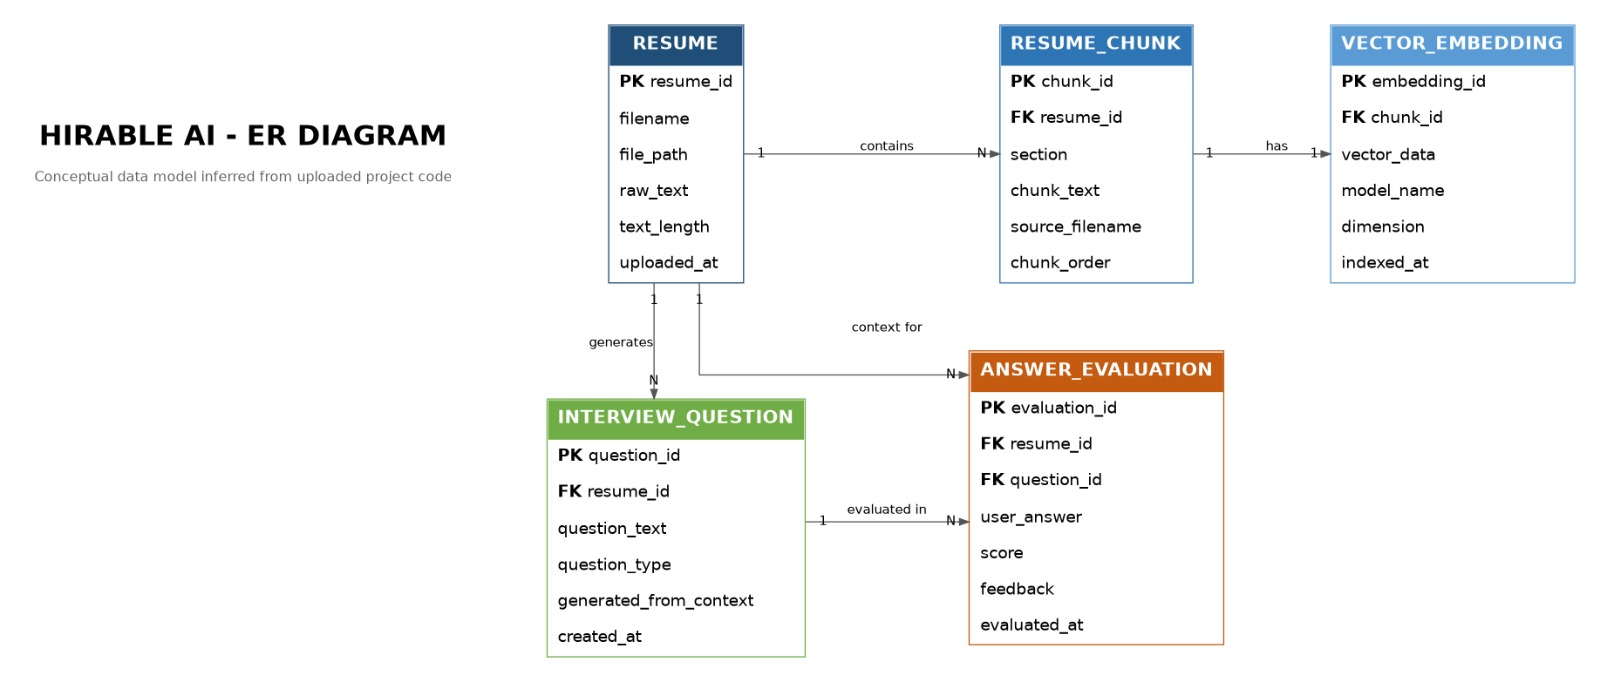 HIRABLE AI - ER DIAGRAM
Conceptual data model inferred from uploaded project code
RESUME
PK resume_id
filename
file_path
raw_text
text_length
uploaded_at
1
contains
N
RESUME_CHUNK
PK chunk_id
FK resume_id
section
chunk_text
source_filename
chunk_order
1
has
1
VECTOR_EMBEDDING
PK embedding_id
FK chunk_id
vector_data
model_name
dimension
indexed_at
1
generates
N
1
context for
N
INTERVIEW_QUESTION
PK question_id
FK resume_id
question_text
question_type
generated_from_context
created_at
1
evaluated in
N
ANSWER_EVALUATION
PK evaluation_id
FK resume_id
FK question_id
user_answer
score
feedback
evaluated_at